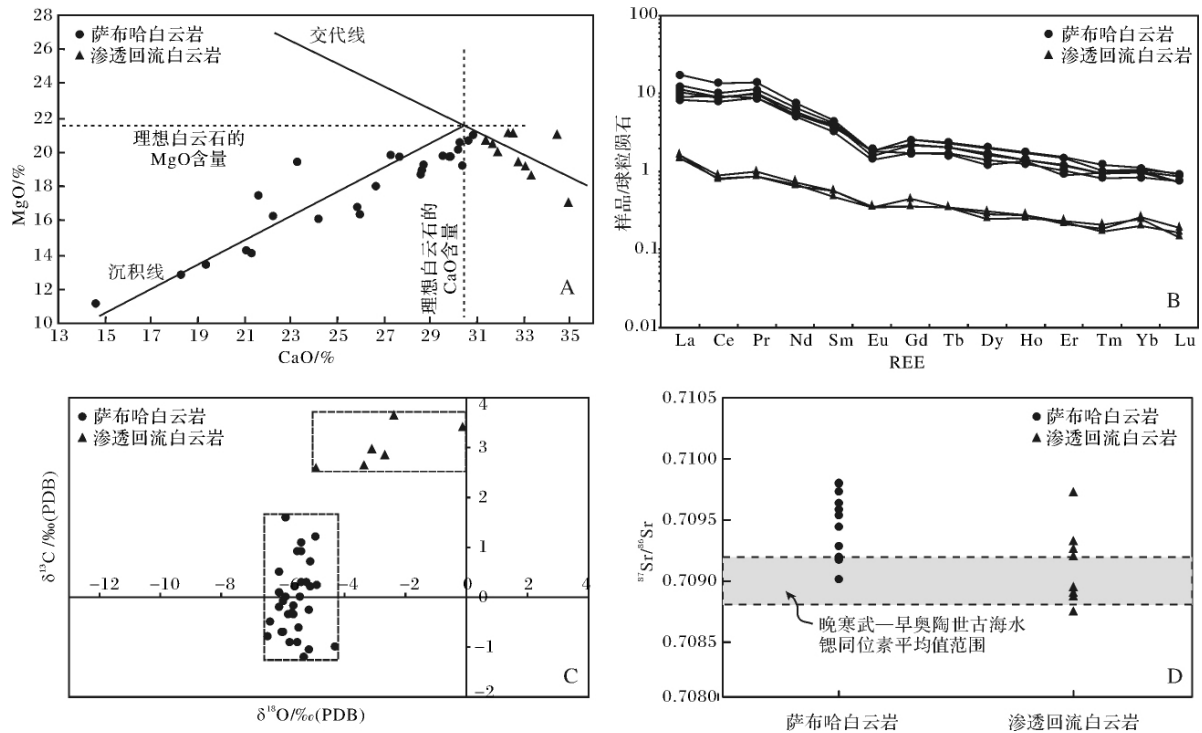 28
26
24
22
20
18
16
14
12
10
MgO/%
萨布哈白云岩
渗透回流白云岩
交代线
理想白云石的
MgO含量
沉积线
理想白云石的
CaO含量
A
13
15
17
19
21
23
25
27
29
31
33
35
CaO/%
100
10
1
0.1
0.01
样品/球粒陨石
萨布哈白云岩
渗透回流白云岩
B
La
Ce
Pr
Nd
Sm
Eu
Gd
Tb
Dy
Ho
Er
Tm
Yb
Lu
REE
萨布哈白云岩
渗透回流白云岩
4
3
2
1
0
−1
−2
−12
−10
−8
−6
−4
−2
0
2
4
δ¹³C /‰(PDB)
C
δ¹⁸O/‰(PDB)
0.7105
0.7100
0.7095
0.7090
0.7085
0.7080
⁸⁷Sr/⁸⁶Sr
萨布哈白云岩
渗透回流白云岩
晚寒武—早奥陶世古海水
锶同位素平均值范围
D
萨布哈白云岩
渗透回流白云岩